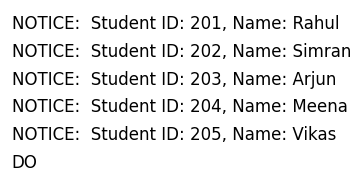 NOTICE:  Student ID: 201, Name: Rahul
NOTICE:  Student ID: 202, Name: Simran
NOTICE:  Student ID: 203, Name: Arjun
NOTICE:  Student ID: 204, Name: Meena
NOTICE:  Student ID: 205, Name: Vikas
DO